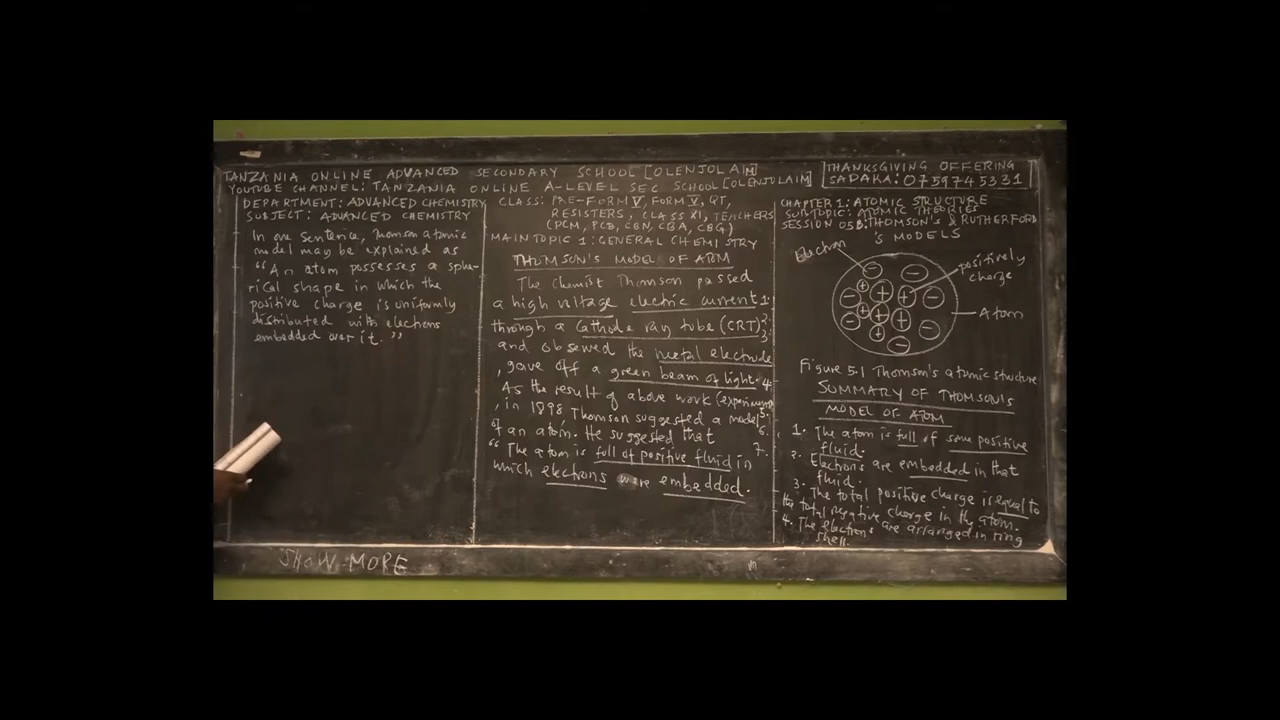 TANZANIA ONLINE ADVANCED SECONDARY SCHOOL [OLENJOLAIM]
YOUTUBE CHANNEL: TANZANIA ONLINE A-LEVEL SEC SCHOOL [OLENJOLAIM]
THANKSGIVING OFFERING
SADAKA: 0759745331
DEPARTMENT: ADVANCED CHEMISTRY
SUBJECT: ADVANCED CHEMISTRY
In one sentence, Thomson atomic
model may be explained as
"An atom possesses a sphe-
rical shape in which the
positive charge is uniformly
distributed with electrons
embedded over it."
CLASS: PRE-FORM V, FORM V, QT,
RESISTERS, CLASS XI, TEACHERS
(PCM, PCB, CBN, CBA, CBG)
MAIN TOPIC 1: GENERAL CHEMISTRY
THOMSON'S MODEL OF ATOM
The chemist Thomson passed
a high voltage electric current 1.
through a Cathode ray tube (CRT) 2.
3.
and observed the metal electrode
, gave off a green beam of light. 4.
As the result of above work (experiment)
, in 1898, Thomson suggested a model 5.
of an atom. He suggested that 6.
"The atom is full of positive fluid in 7.
which electrons were embedded.
CHAPTER 1: ATOMIC STRUCTURE
SUBTOPIC: ATOMIC THEORIES
SESSION 05B: THOMSON'S & RUTHERFORD
'S MODELS
Electron
positively
charge
Atom
Figure 5.1 Thomson's atomic structure
SUMMARY OF THOMSON'S
MODEL OF ATOM
1. The atom is full of some positive
fluid.
2. Electrons are embedded in that
fluid.
3. The total positive charge is equal to
the total negative charge in the atom.
4. The electrons are arranged in ring
shell.
SHOW MORE